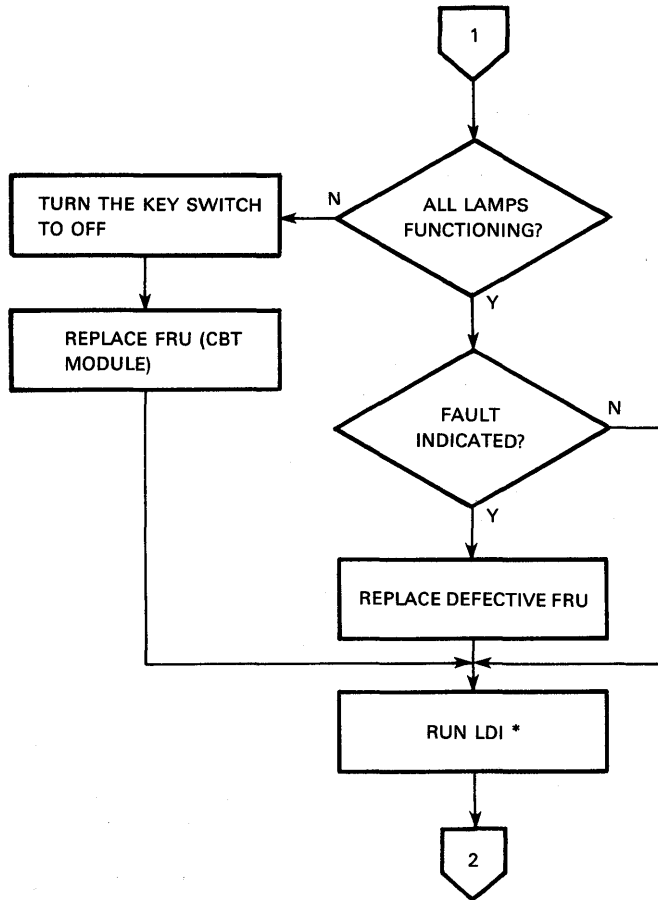 1
ALL LAMPS
FUNCTIONING?
N
Y
TURN THE KEY SWITCH
TO OFF
REPLACE FRU (CBT
MODULE)
FAULT
INDICATED?
N
Y
REPLACE DEFECTIVE FRU
RUN LDI *
2